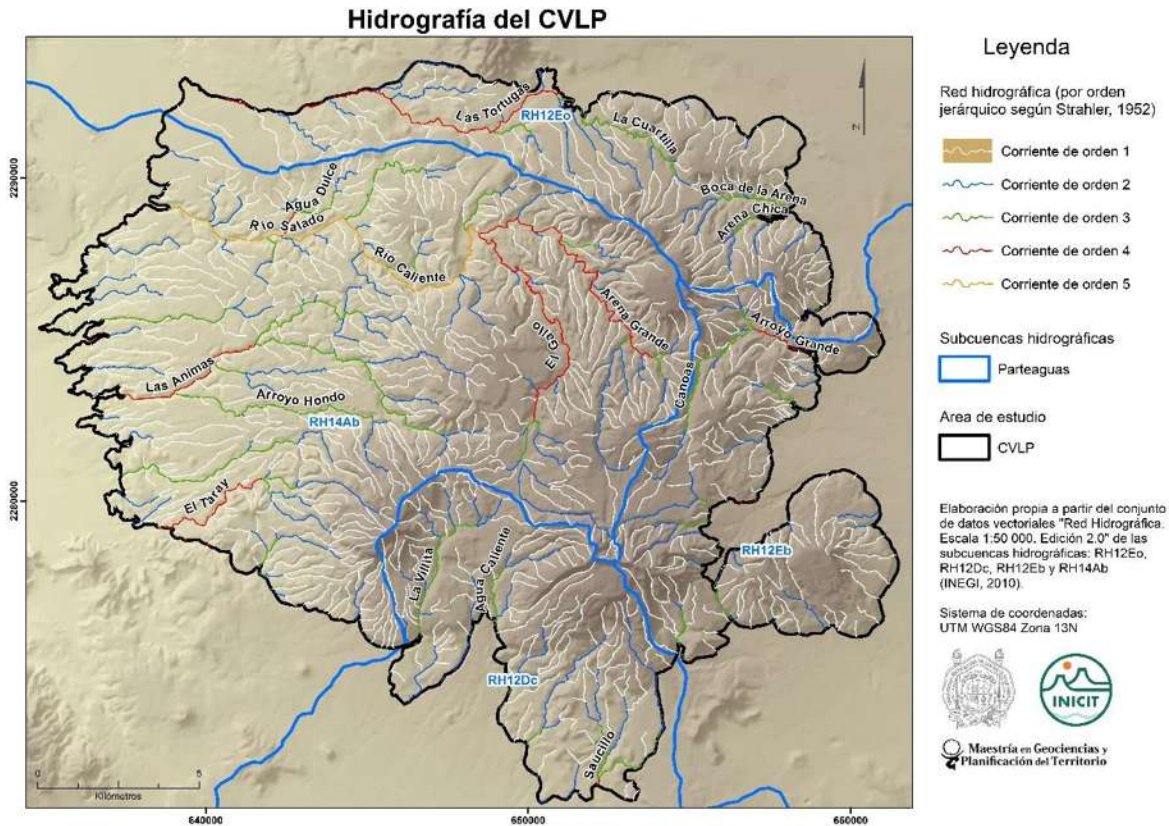 Hidrografía del CVLP
Las Tortugas
RH12Eo
La Cuartilla
Agua Dulce
Boca de la Arena
Río Salado
Arena Chica
Río Caliente
Arena Grande
El Gallo
Arroyo Grande
Las Animas
Canoas
Arroyo Hondo
RH14Ab
El Taray
La Villita
Agua Caliente
RH12Eb
RH12Dc
Saucillo
2290000
2280000
640000
650000
660000
0 5
Kilómetros
N
Leyenda
Red hidrográfica (por orden
jerárquico según Strahler, 1952)
Corriente de orden 1
Corriente de orden 2
Corriente de orden 3
Corriente de orden 4
Corriente de orden 5
Subcuencas hidrográficas
Parteaguas
Area de estudio
CVLP
Elaboración propia a partir del conjunto
de datos vectoriales "Red Hidrográfica.
Escala 1:50 000. Edición 2.0" de las
subcuencas hidrográficas: RH12Eo,
RH12Dc, RH12Eb y RH14Ab
(INEGI, 2010).
Sistema de coordenadas:
UTM WGS84 Zona 13N
INICIT
Maestría en Geociencias y
Planificación del Territorio